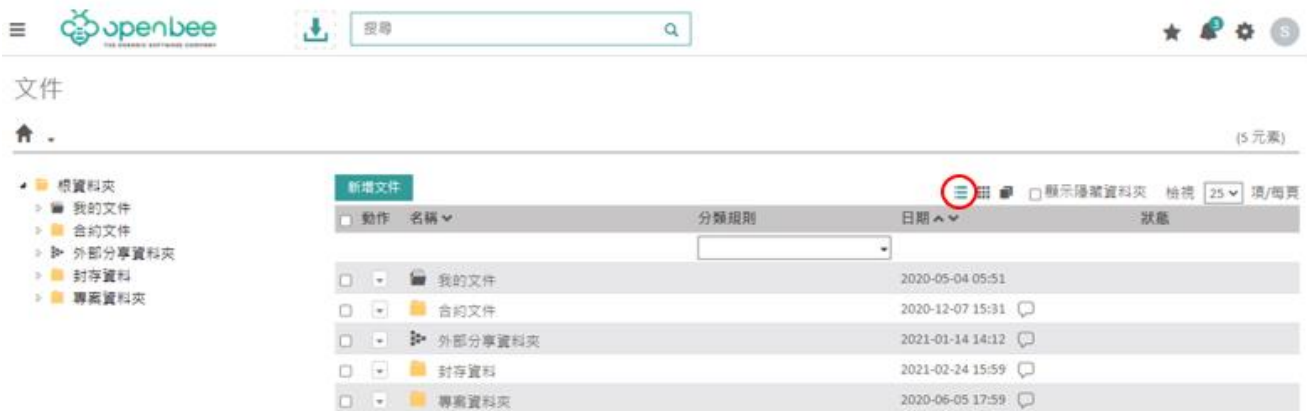 openbee
THE ORGANIC SOFTWARE COMPANY
搜尋
3
S
文件
(5 元素)
根資料夾
我的文件
合約文件
外部分享資料夾
封存資料
專案資料夾
新增文件
顯示隱藏資料夾 檢視 25 項/每頁
動作 名稱 分類規則 日期 狀態
我的文件 2020-05-04 05:51
合約文件 2020-12-07 15:31
外部分享資料夾 2021-01-14 14:12
封存資料 2021-02-24 15:59
專案資料夾 2020-06-05 17:59